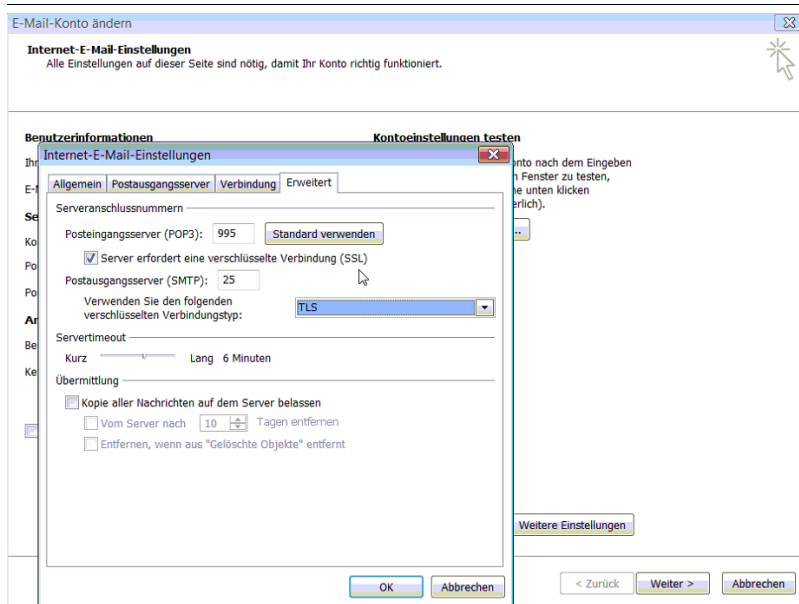 E-Mail-Konto ändern
Internet-E-Mail-Einstellungen
Alle Einstellungen auf dieser Seite sind nötig, damit Ihr Konto richtig funktioniert.
Benutzerinformationen
Kontoeinstellungen testen
Internet-E-Mail-Einstellungen
Allgemein Postausgangsserver Verbindung Erweitert
Serveranschlussnummern
Posteingangsserver (POP3): 995 Standard verwenden
Server erfordert eine verschlüsselte Verbindung (SSL)
Postausgangsserver (SMTP): 25
Verwenden Sie den folgenden
verschlüsselten Verbindungstyp: TLS
Servertimeout
Kurz Lang 6 Minuten
Übermittlung
Kopie aller Nachrichten auf dem Server belassen
Vom Server nach 10 Tagen entfernen
Entfernen, wenn aus "Gelöschte Objekte" entfernt
OK Abbrechen
nach dem Eingeben
Fenster zu testen,
unten klicken
..
Weitere Einstellungen
< Zurück Weiter > Abbrechen